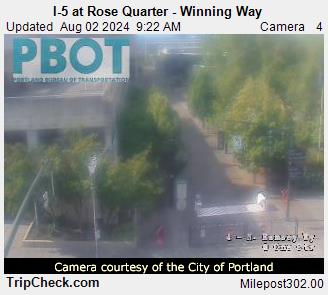 I-5 at Rose Quarter - Winning Way
Updated Aug 02 2024 9:22 AM Camera 4
PBOT
PORTLAND BUREAU OF TRANSPORTATION
Camera courtesy of the City of Portland
TripCheck.com Milepost302.00